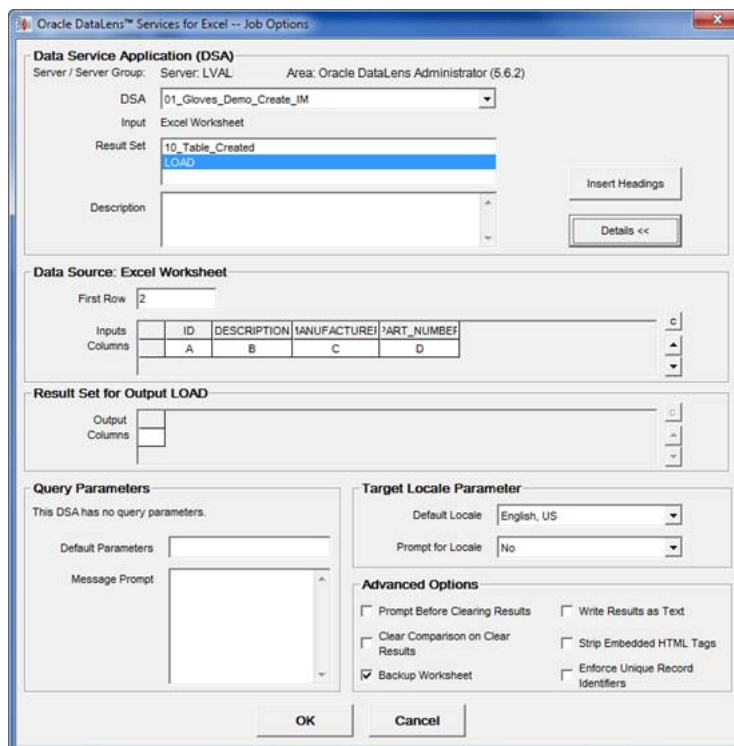 Oracle DataLens™ Services for Excel -- Job Options
Data Service Application (DSA)
Server / Server Group: Server: LVAL Area: Oracle DataLens Administrator (5.6.2)
DSA 01_Gloves_Demo_Create_IM
Input Excel Worksheet
Result Set 10_Table_Created
LOAD
Insert Headings
Description
Details <<
Data Source: Excel Worksheet
First Row 2
Inputs ID DESCRIPTION MANUFACTURER PART_NUMBER
Columns A B C D
C
Result Set for Output LOAD
Output
Columns
C
Query Parameters
This DSA has no query parameters.
Default Parameters
Message Prompt
Target Locale Parameter
Default Locale English, US
Prompt for Locale No
Advanced Options
Prompt Before Clearing Results
Write Results as Text
Clear Comparison on Clear Results
Strip Embedded HTML Tags
Backup Worksheet
Enforce Unique Record Identifiers
OK Cancel